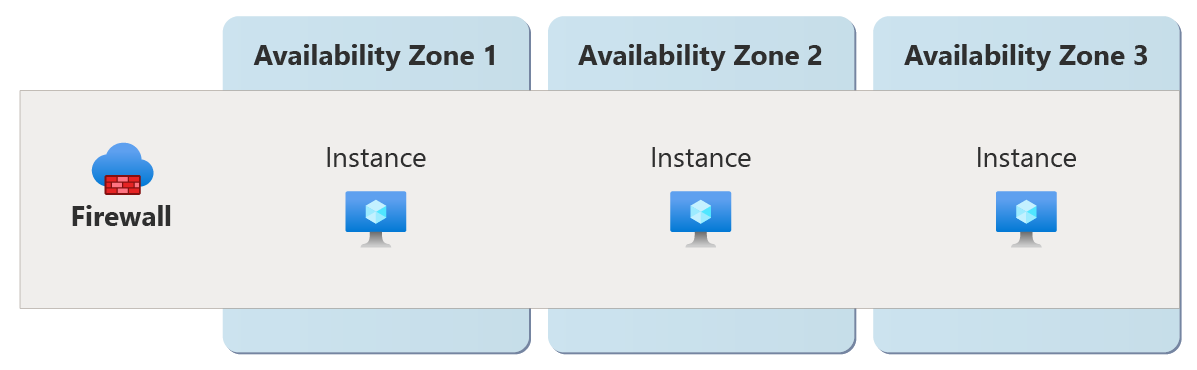 Availability Zone 1
Availability Zone 2
Availability Zone 3
Instance
Instance
Instance
Firewall